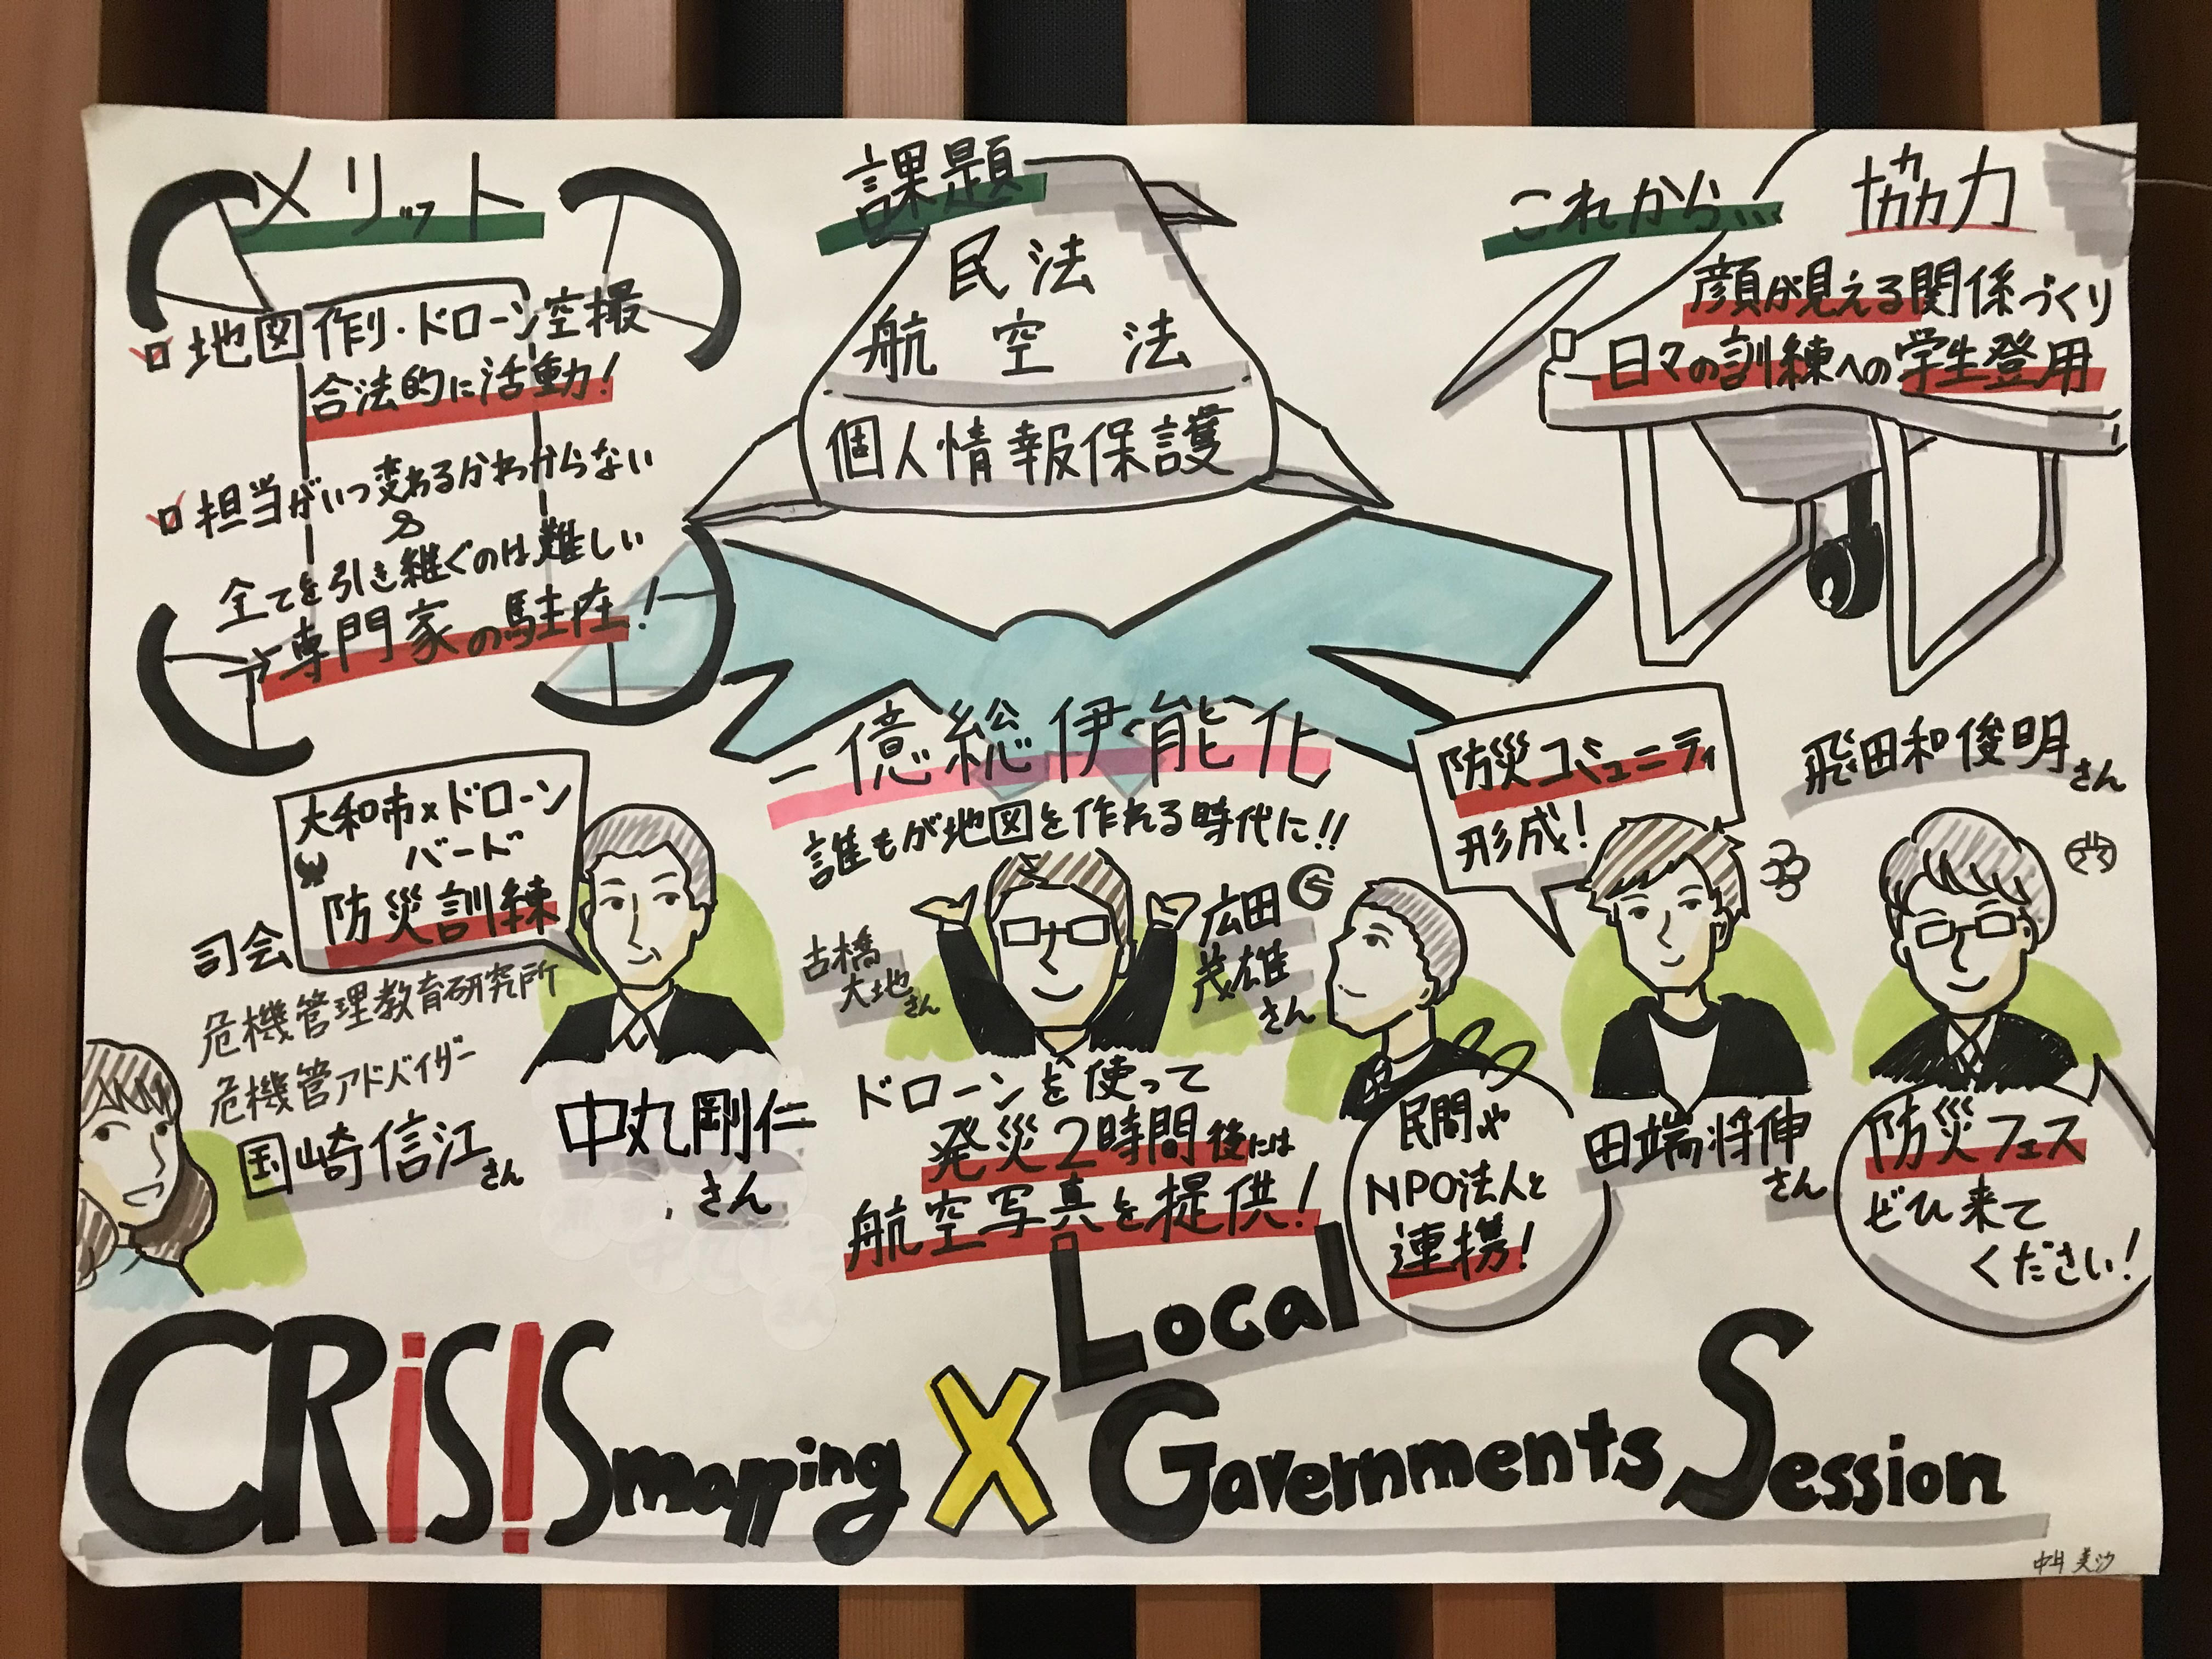 メリット
地図作り・ドローン空撮
合法的に活動!
担当がいつ変わるかわからない
&
全てを引き継ぐのは難しい
→専門家の駐在!
課題
民法
航空法
個人情報保護
これから…
協力
顔が見える関係づくり
日々の訓練への学生登用
一億総伊能化
誰もが地図を作れる時代に!!
大和市×ドローン
バード
防災訓練
司会
危機管理教育研究所
危機管アドバイザー
国崎信江さん
中丸剛仁
さん
古橋
大地さん
ドローンを使って
発災2時間後には
航空写真を提供!
広田
茂雄
さん
民間や
NPO法人と
連携!
防災コミュニティ
形成!
田端将伸
さん
飛田和俊明さん
防災フェス
ぜひ来て
ください!
CRiS!Smapping X Local
Gavernments Session